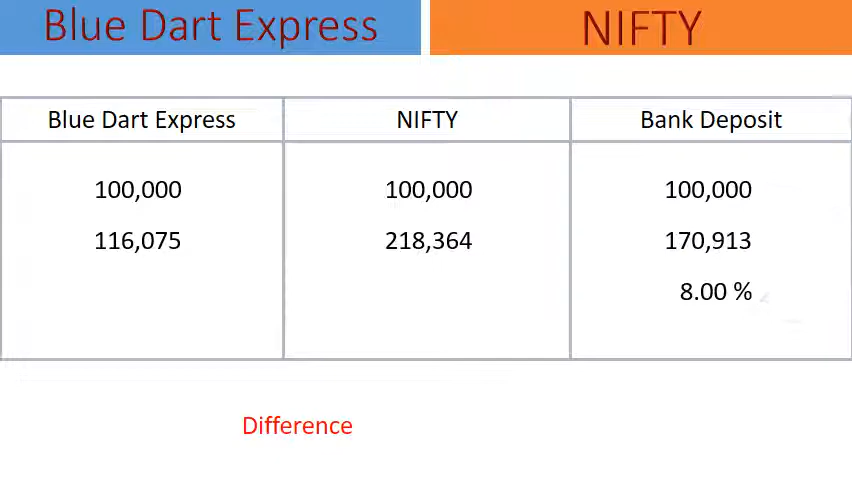 Blue Dart Express NIFTY
Blue Dart Express NIFTY Bank Deposit
100,000 100,000 100,000
116,075 218,364 170,913
8.00 %
Difference